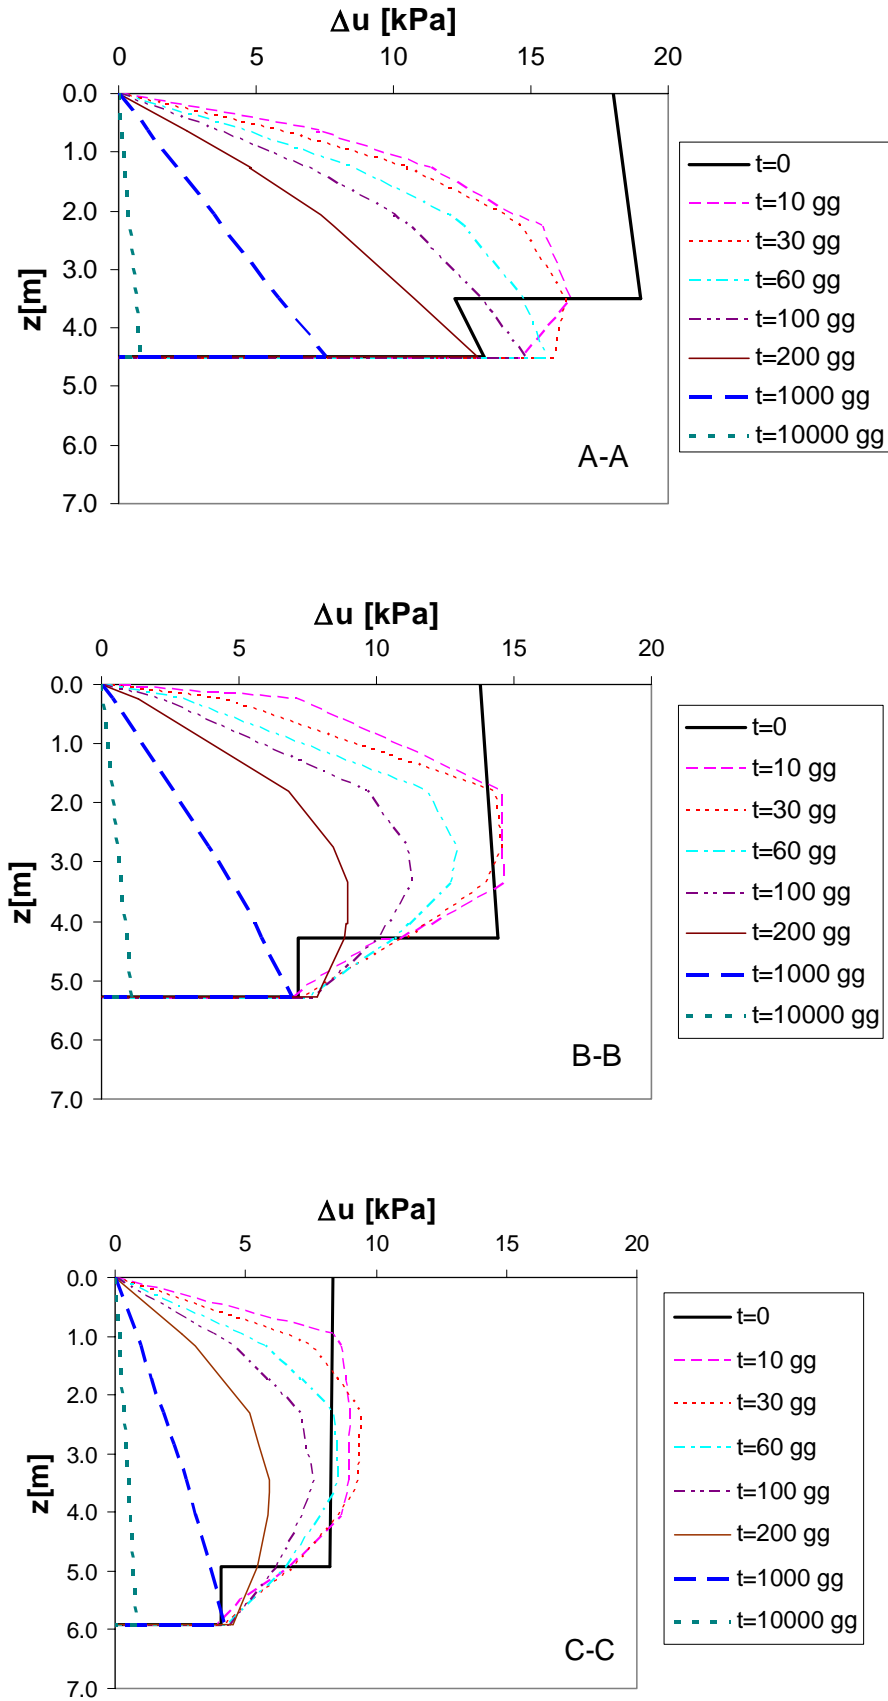 Δu [kPa]
0 5 10 15 20
0.0
1.0
2.0
3.0
4.0
5.0
6.0
7.0
z[m]
A-A
t=0
t=10 gg
t=30 gg
t=60 gg
t=100 gg
t=200 gg
t=1000 gg
t=10000 gg
Δu [kPa]
0 5 10 15 20
0.0
1.0
2.0
3.0
4.0
5.0
6.0
7.0
z[m]
B-B
t=0
t=10 gg
t=30 gg
t=60 gg
t=100 gg
t=200 gg
t=1000 gg
t=10000 gg
Δu [kPa]
0 5 10 15 20
0.0
1.0
2.0
3.0
4.0
5.0
6.0
7.0
z[m]
C-C
t=0
t=10 gg
t=30 gg
t=60 gg
t=100 gg
t=200 gg
t=1000 gg
t=10000 gg